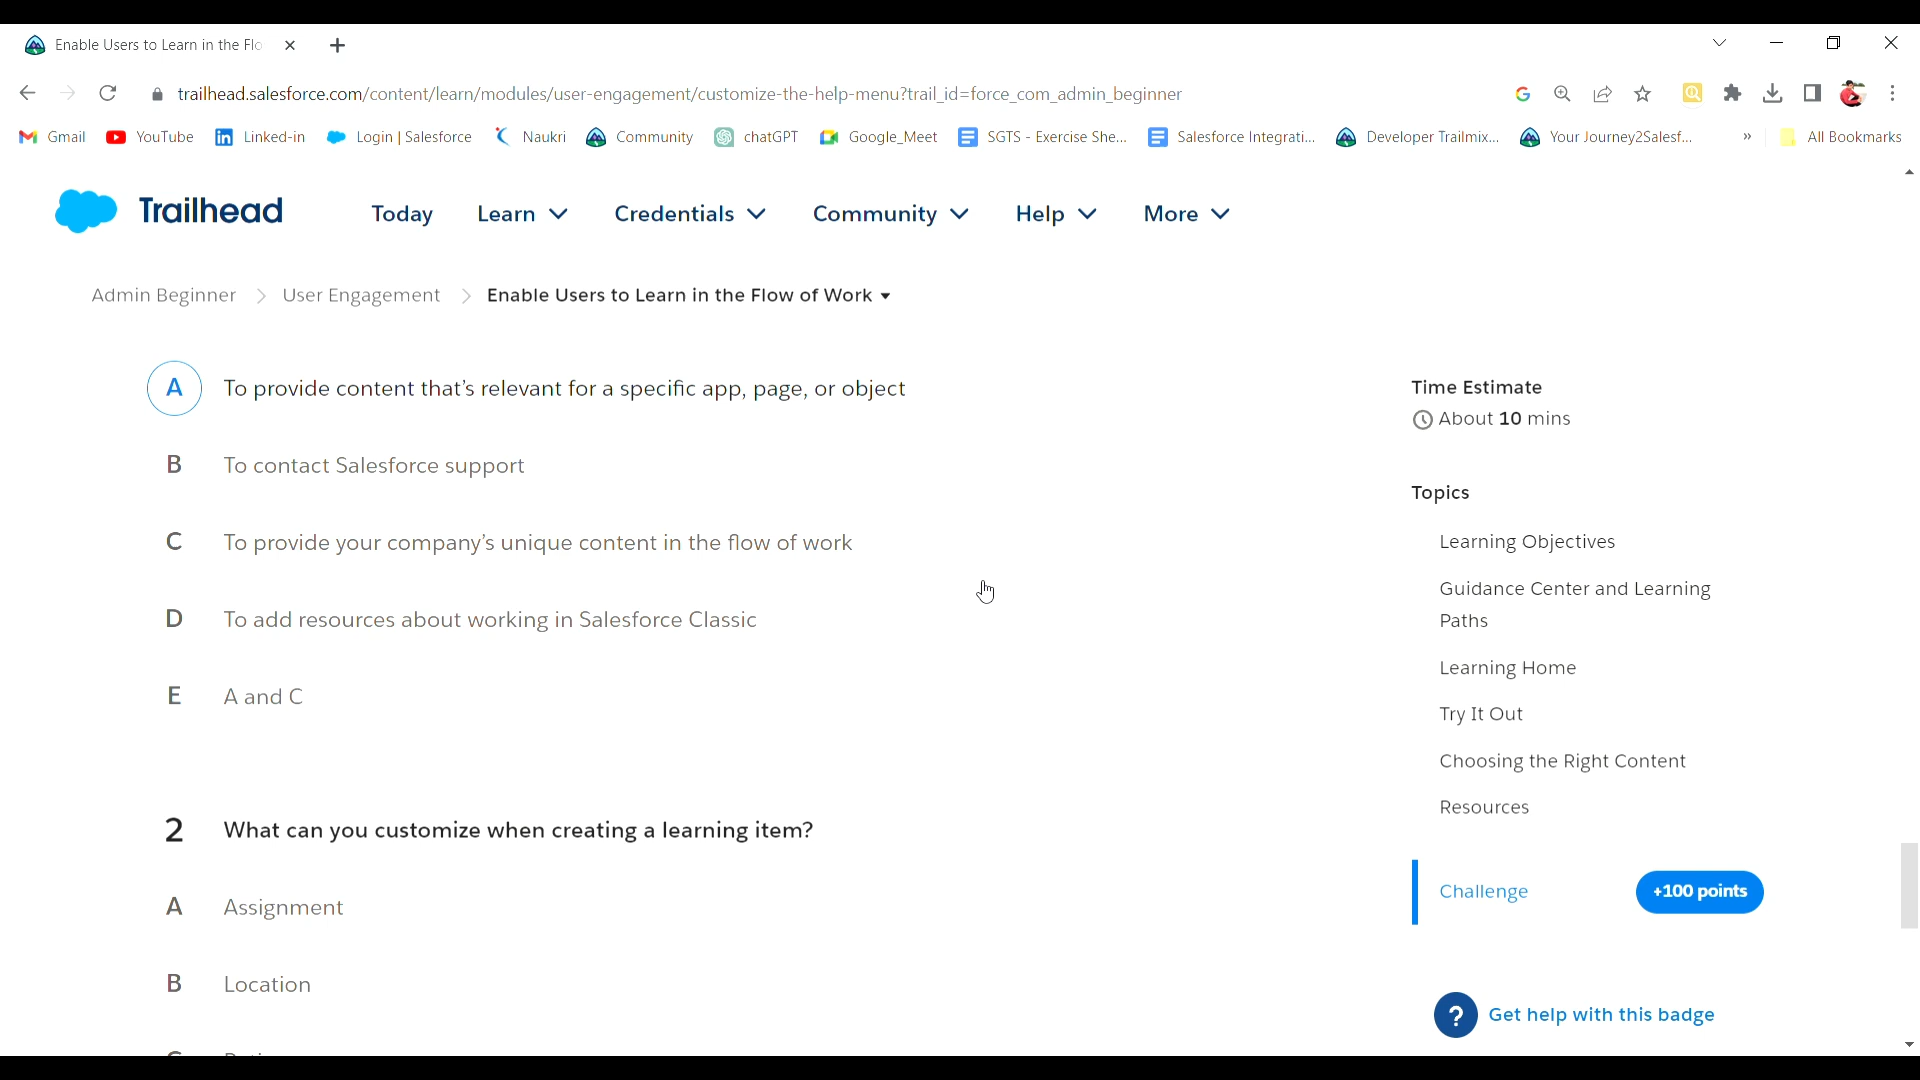 Enable Users to Learn in the Flo
trailhead.salesforce.com/content/learn/modules/user-engagement/customize-the-help-menu?trail_id=force_com_admin_beginner
Gmail YouTube Linked-in Login | Salesforce Naukri Community chatGPT Google_Meet SGTS - Exercise She... Salesforce Integrati... Developer Trailmix... Your Journey2Salesf... » All Bookmarks
Trailhead Today Learn Credentials Community Help More
Admin Beginner > User Engagement > Enable Users to Learn in the Flow of Work
A To provide content that's relevant for a specific app, page, or object
B To contact Salesforce support
C To provide your company's unique content in the flow of work
D To add resources about working in Salesforce Classic
E A and C
2 What can you customize when creating a learning item?
A Assignment
B Location
Time Estimate
About 10 mins
Topics
Learning Objectives
Guidance Center and Learning
Paths
Learning Home
Try It Out
Choosing the Right Content
Resources
Challenge +100 points
? Get help with this badge